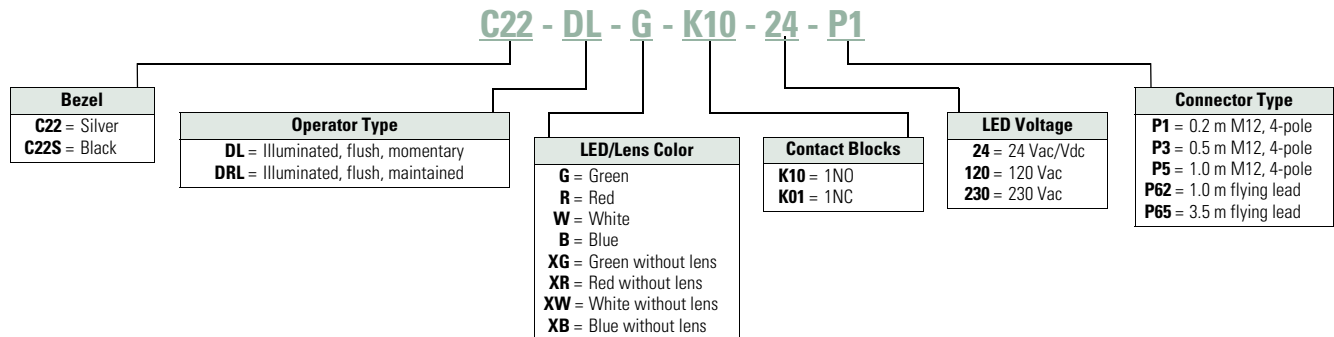 C22 - DL - G - K10 - 24 - P1
Bezel
C22 = Silver
C22S = Black
Operator Type
DL = Illuminated, flush, momentary
DRL = Illuminated, flush, maintained
LED/Lens Color
G = Green
R = Red
W = White
B = Blue
XG = Green without lens
XR = Red without lens
XW = White without lens
XB = Blue without lens
Contact Blocks
K10 = 1NO
K01 = 1NC
LED Voltage
24 = 24 Vac/Vdc
120 = 120 Vac
230 = 230 Vac
Connector Type
P1 = 0.2 m M12, 4-pole
P3 = 0.5 m M12, 4-pole
P5 = 1.0 m M12, 4-pole
P62 = 1.0 m flying lead
P65 = 3.5 m flying lead